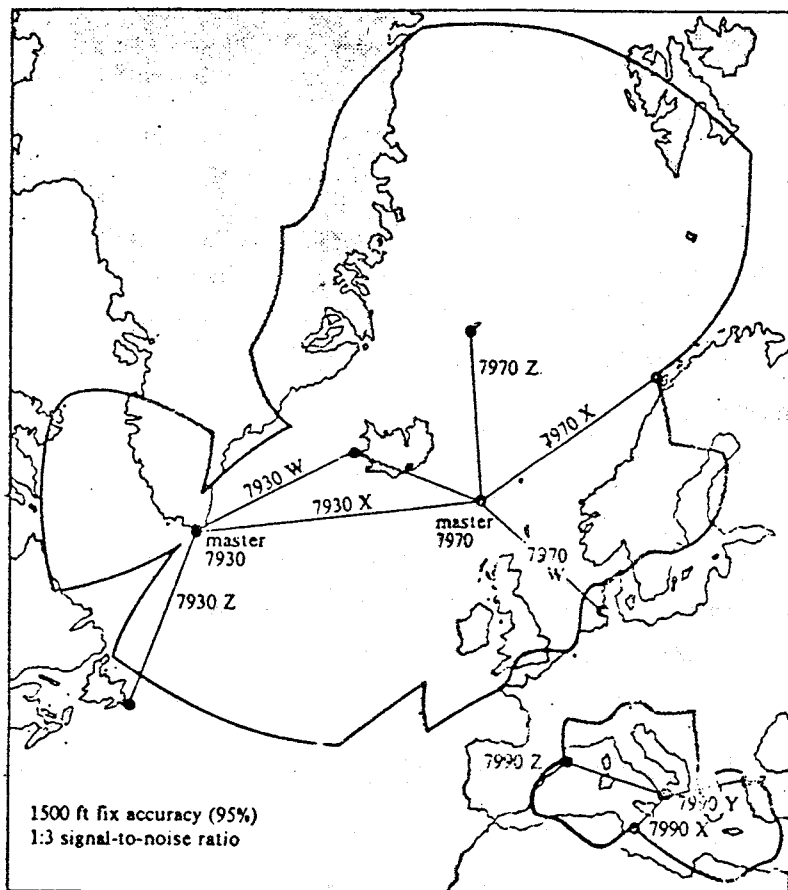 7970 Z
7970 X
7930 W
7930 X
master
7930
master
7970
7970
W
7930 Z
7990 Z
7990 Y
7990 X
1500 ft fix accuracy (95%)
1:3 signal-to-noise ratio